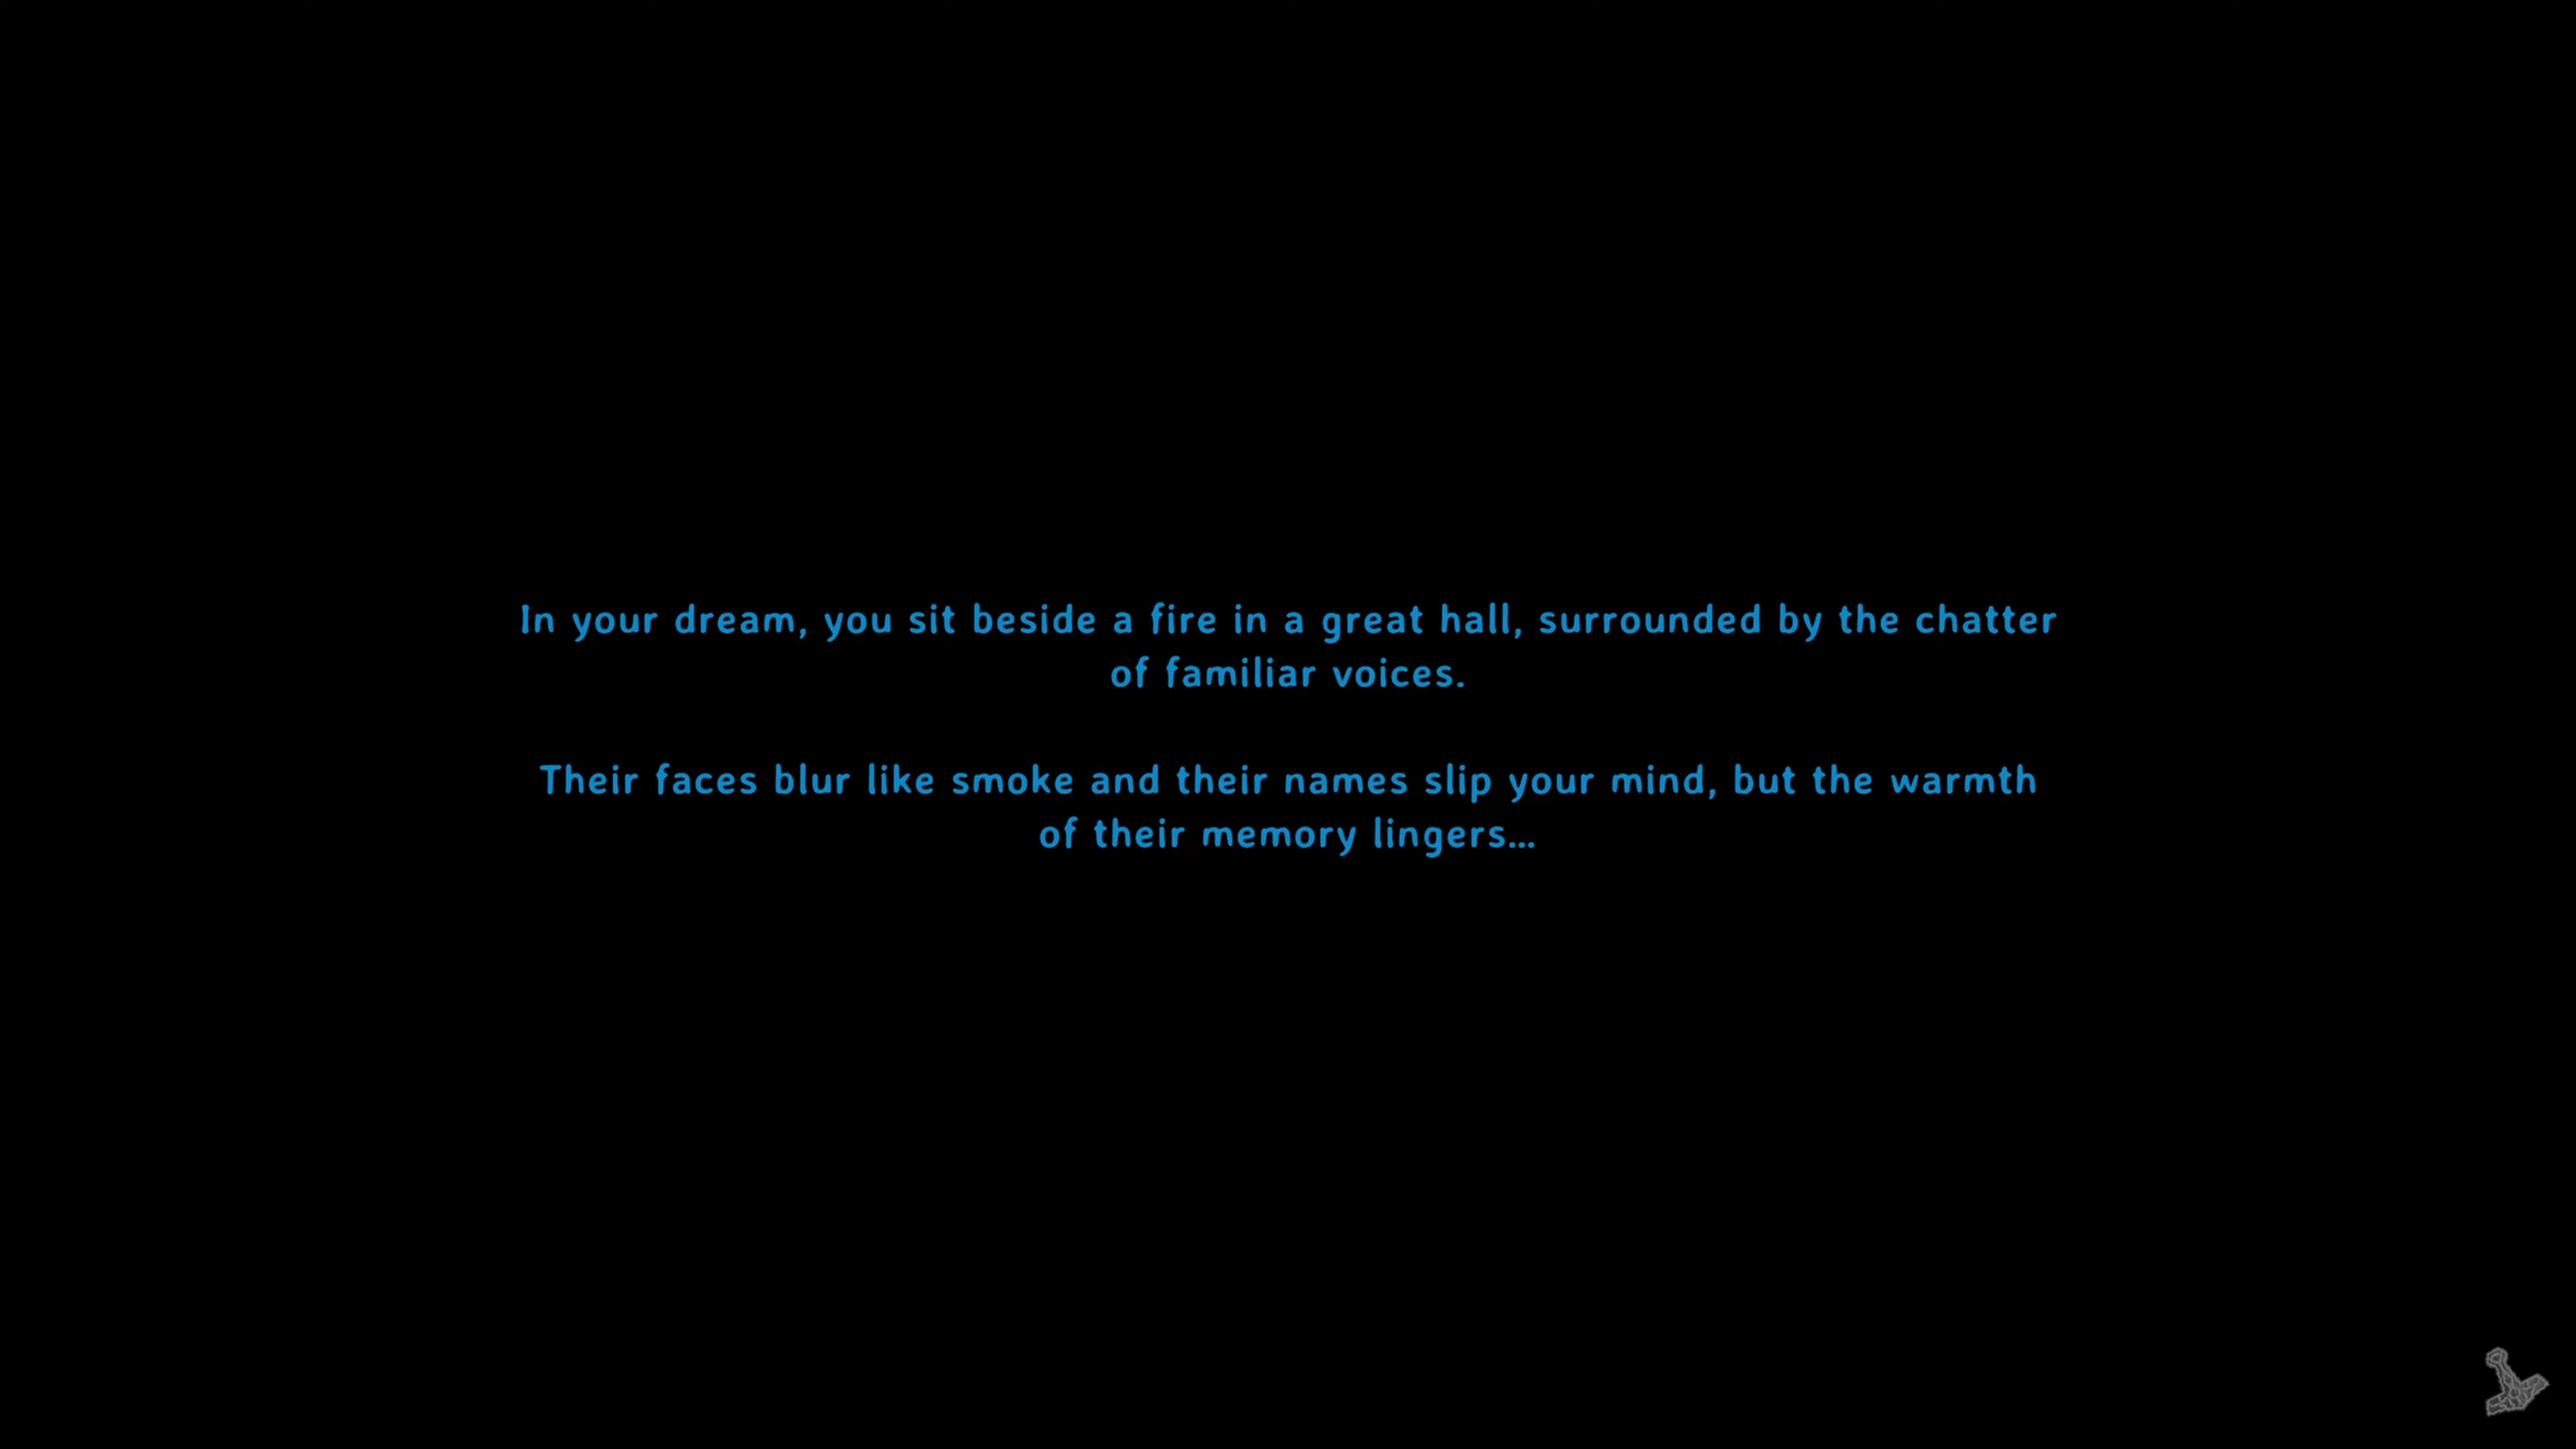 In your dream, you sit beside a fire in a great hall, surrounded by the chatter
of familiar voices.
Their faces blur like smoke and their names slip your mind, but the warmth
of their memory lingers...